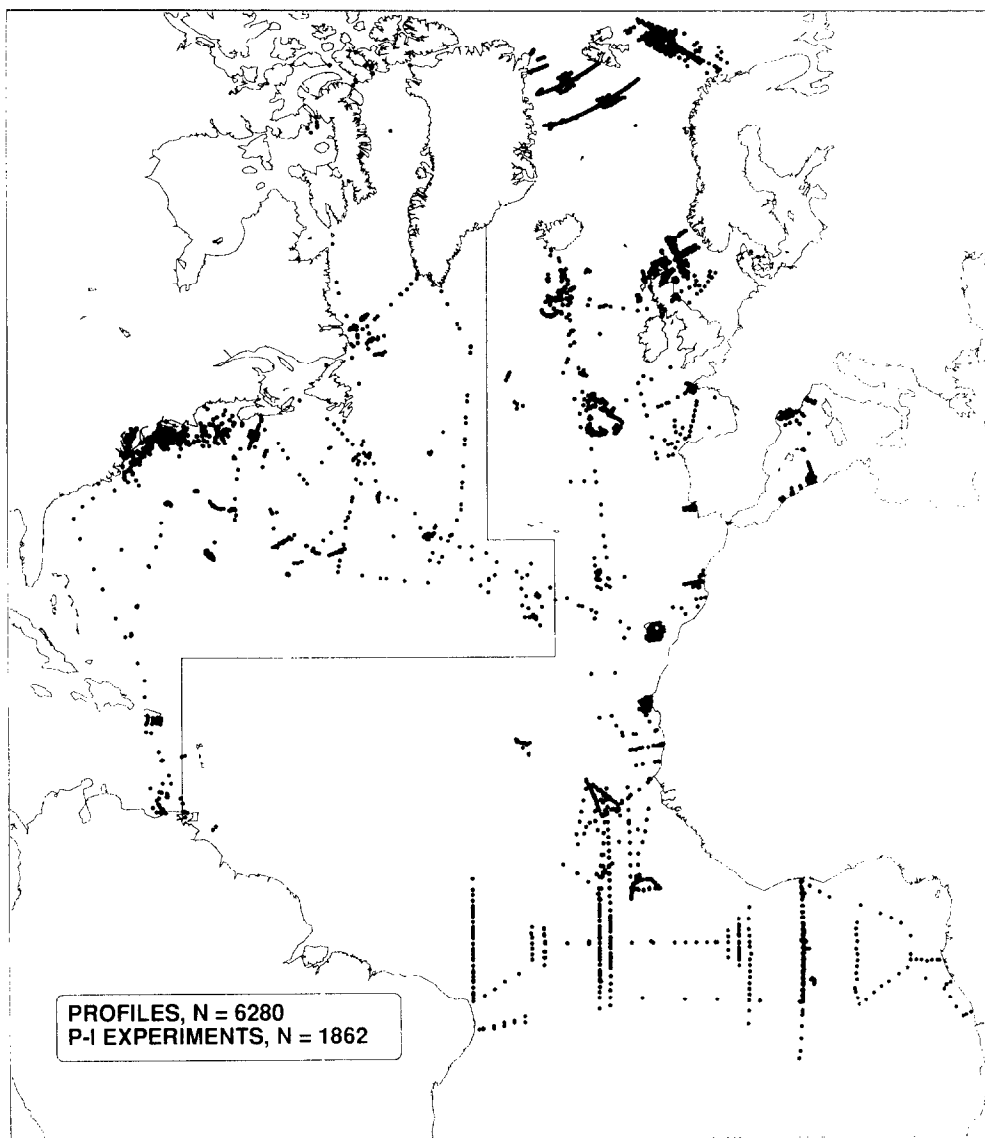 PROFILES, N = 6280
P-I EXPERIMENTS, N = 1862